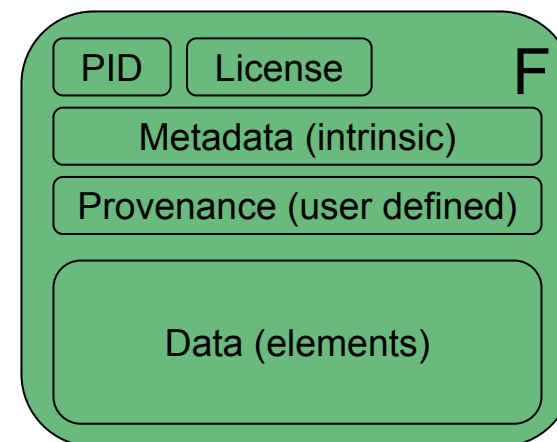 PID License F
Metadata (intrinsic)
Provenance (user defined)
Data (elements)